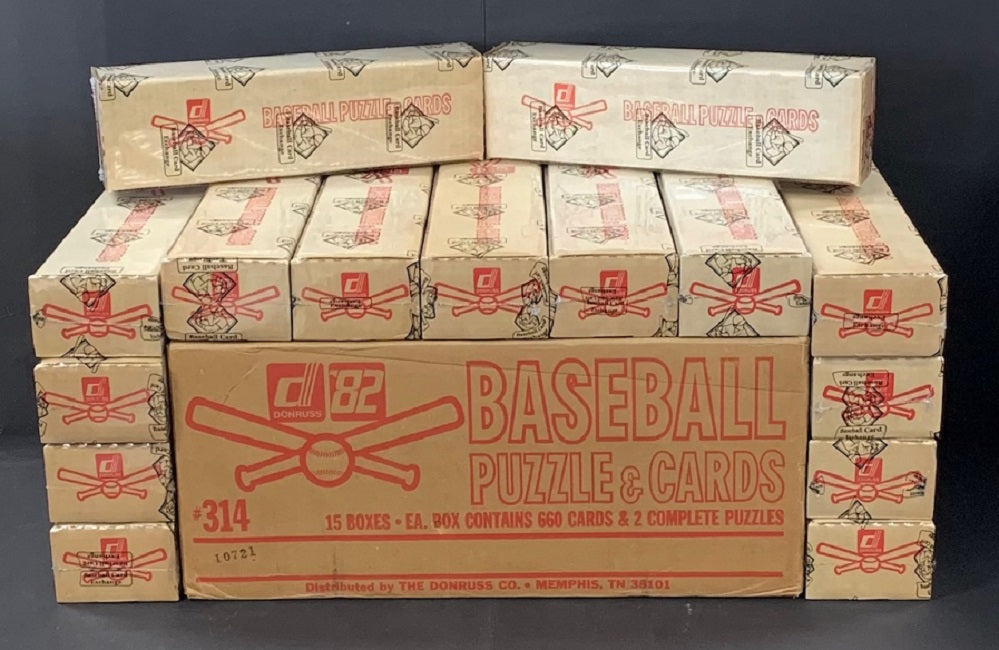 BASEBALL PUZZLE & CARDS
BASEBALL PUZZLE & CARDS
Baseball Card
Exchange
DONRUSS
'82
BASEBALL
PUZZLE & CARDS
#314
15 BOXES • EA. BOX CONTAINS 660 CARDS & 2 COMPLETE PUZZLES
10721
Distributed by THE DONRUSS CO. • MEMPHIS, TN 38101